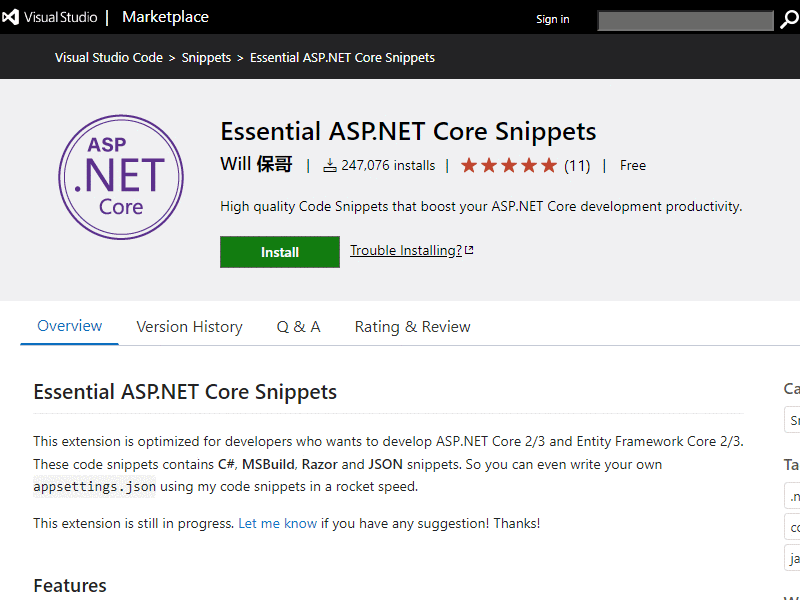 Visual Studio | Marketplace
Sign in
Visual Studio Code > Snippets > Essential ASP.NET Core Snippets
ASP
.NET
Core
Essential ASP.NET Core Snippets
Will 保哥 | 247,076 installs | (11) | Free
High quality Code Snippets that boost your ASP.NET Core development productivity.
Install
Trouble Installing?
Overview
Version History
Q & A
Rating & Review
Essential ASP.NET Core Snippets
This extension is optimized for developers who wants to develop ASP.NET Core 2/3 and Entity Framework Core 2/3.
These code snippets contains C#, MSBuild, Razor and JSON snippets. So you can even write your own
appsettings.json using my code snippets in a rocket speed.
This extension is still in progress. Let me know if you have any suggestion! Thanks!
Features